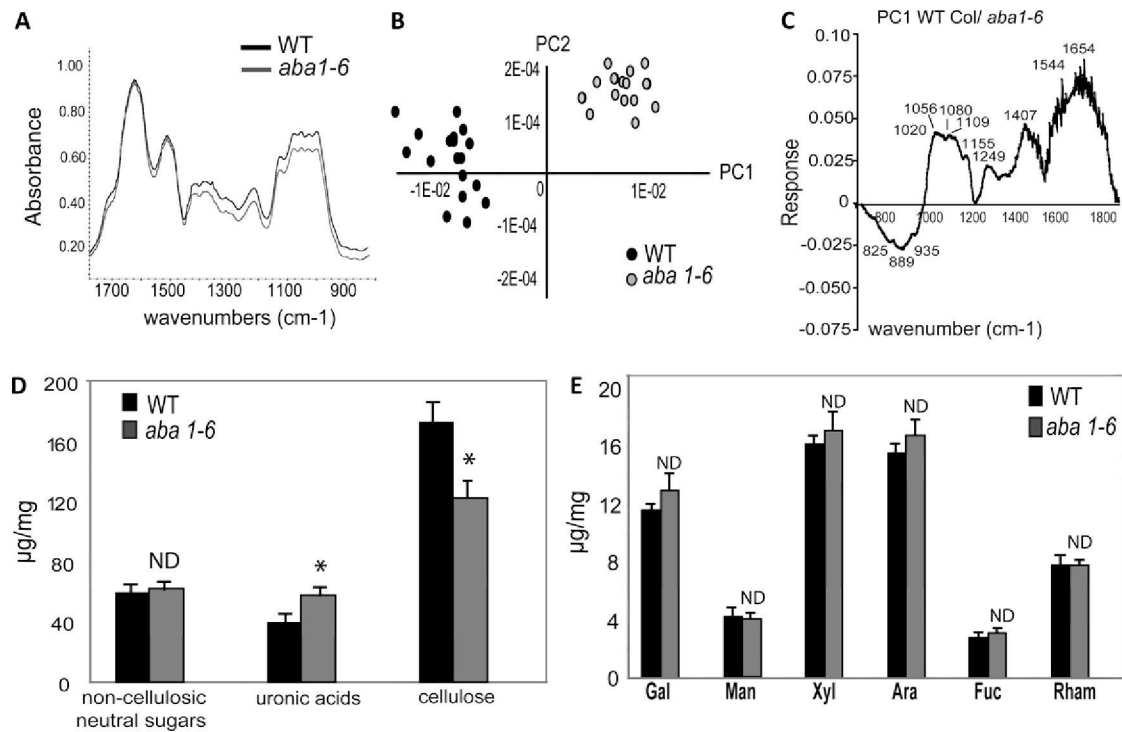 A
WT
aba1-6
1.00
0.80
0.60
0.40
0.20
Absorbance
1700 1500 1300 1100 900
wavenumbers (cm-1)
B
PC2
2E-04
1E-04
PC1
-1E-02 0 1E-02
-1E-04
-2E-04
WT
aba 1-6
C
PC1 WT Col/ aba1-6
0.10
0.075
0.050
0.025
0
-0.025
-0.050
-0.075
Response
1654
1544
1407
1056 1080
1109
1020
1155
1249
800 1000 1200 1400 1600 1800
825 935
889
wavenumber (cm-1)
D
200
160
120
80
40
0
µg/mg
WT
aba 1-6
ND
*
*
non-cellulosic
neutral sugars
uronic acids
cellulose
E
20
16
12
8
4
0
µg/mg
WT
aba 1-6
ND ND ND ND ND ND
Gal Man Xyl Ara Fuc Rham